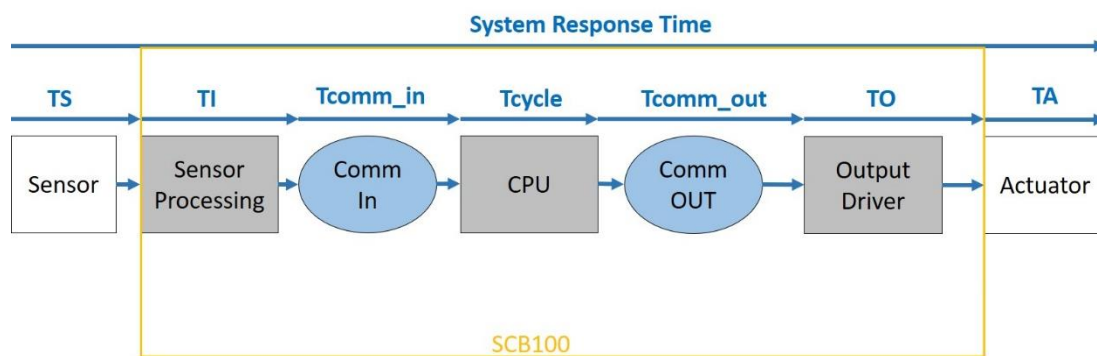 System Response Time
TS TI Tcomm_in Tcycle Tcomm_out TO TA
Sensor
Sensor
Processing
Comm
In
CPU
Comm
OUT
Output
Driver
Actuator
SCB100